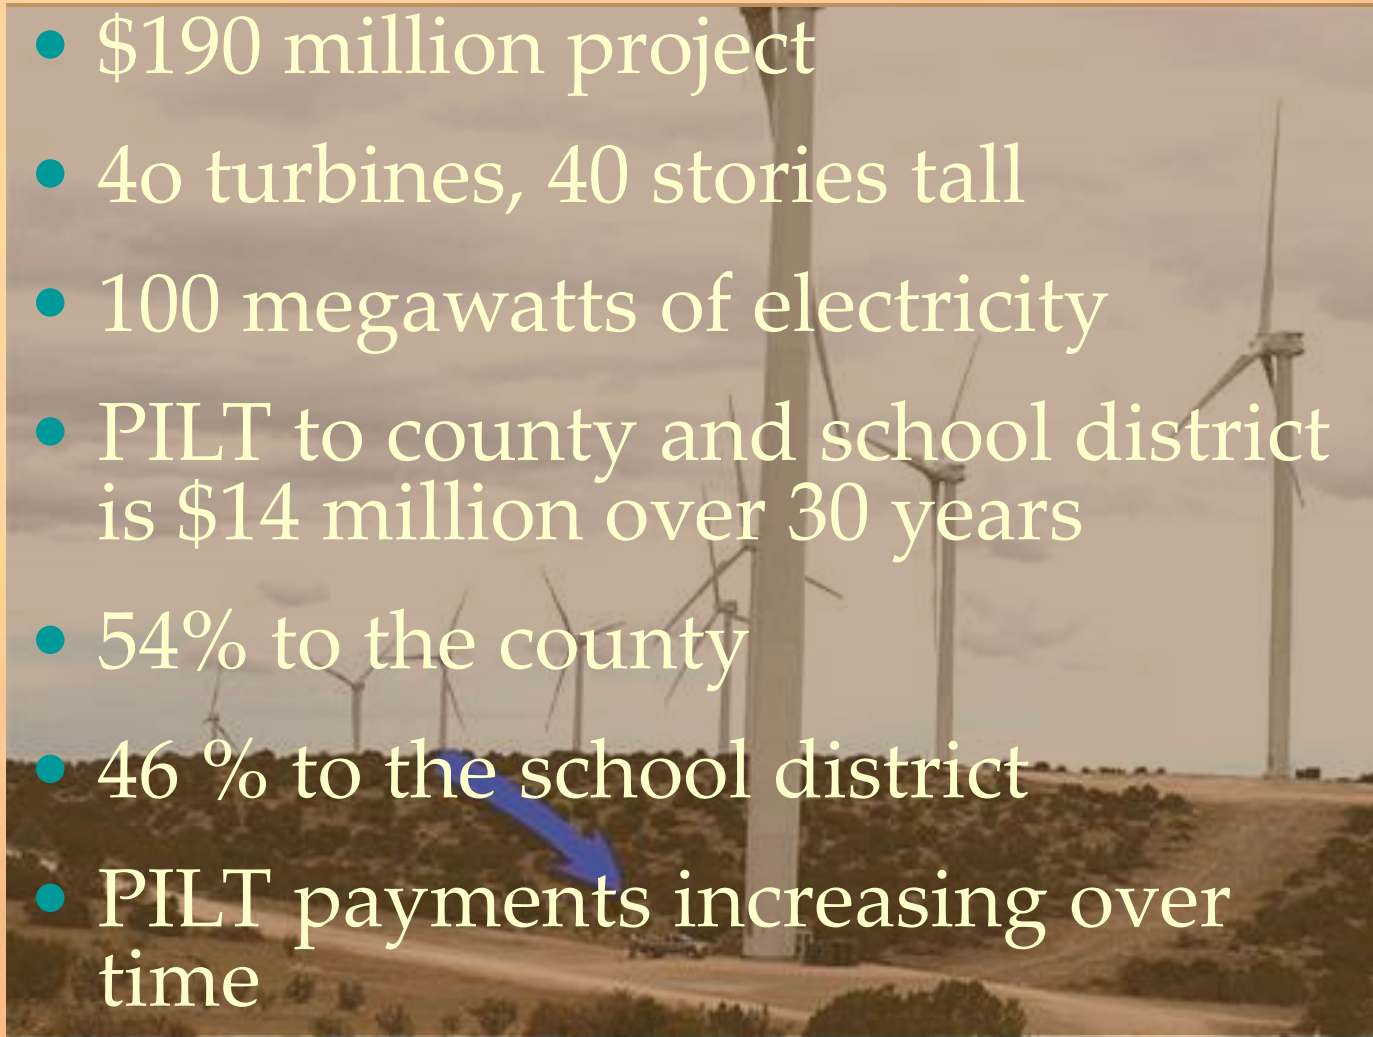 • $190 million project
• 4o turbines, 40 stories tall
• 100 megawatts of electricity
• PILT to county and school district
is $14 million over 30 years
• 54% to the county
• 46 % to the school district
• PILT payments increasing over
time